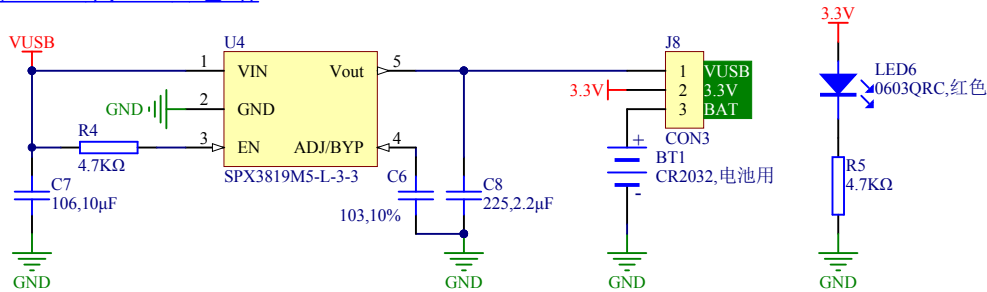 VUSB
U4
1
VIN
Vout
5
GND
2
GND
R4
4.7KΩ
3
EN
ADJ/BYP
4
SPX3819M5-L-3-3
C7
106,10μF
C6
103,10%
C8
225,2.2μF
GND
GND
J8
1
VUSB
3.3V
2
3.3V
3
BAT
CON3
+
BT1
CR2032,电池用
-
GND
3.3V
LED6
0603QRC,红色
R5
4.7KΩ
GND